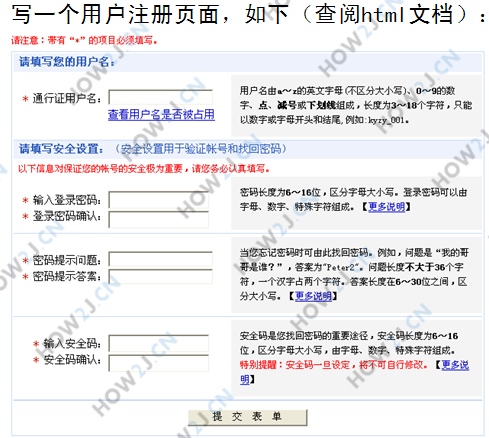 写一个用户注册页面，如下（查阅html文档）：
请注意：带有“*”的项目必须填写。
请填写您的用户名：
* 通行证用户名：
查看用户名是否被占用
用户名由a～z的英文字母(不区分大小写)、0～9的数
字、点、减号或下划线组成，长度为3～18个字符，只能
以数字或字母开头和结尾,例如:kyzy_001。
请填写安全设置：（安全设置用于验证帐号和找回密码）
以下信息对保证您的帐号的安全极为重要，请您务必认真填写。
* 输入登录密码：
* 登录密码确认：
密码长度为6～16位，区分字母大小写。登录密码可以由
字母、数字、特殊字符组成。【更多说明】
* 密码提示问题：
* 密码提示答案：
当您忘记密码时可由此找回密码。例如，问题是“我的哥
哥是谁？”，答案为"Peter2"。问题长度不大于36个字
符，一个汉字占两个字符。答案长度在6～30位之间，区
分大小写。【更多说明】
* 输入安全码：
* 安全码确认：
安全码是您找回密码的重要途径，安全码长度为6～16
位，区分字母大小写，由字母、数字、特殊字符组成。
特别提醒：安全码一旦设定，将不可自行修改。【更多说
明】
提 交 表 单
HOW2J.CN